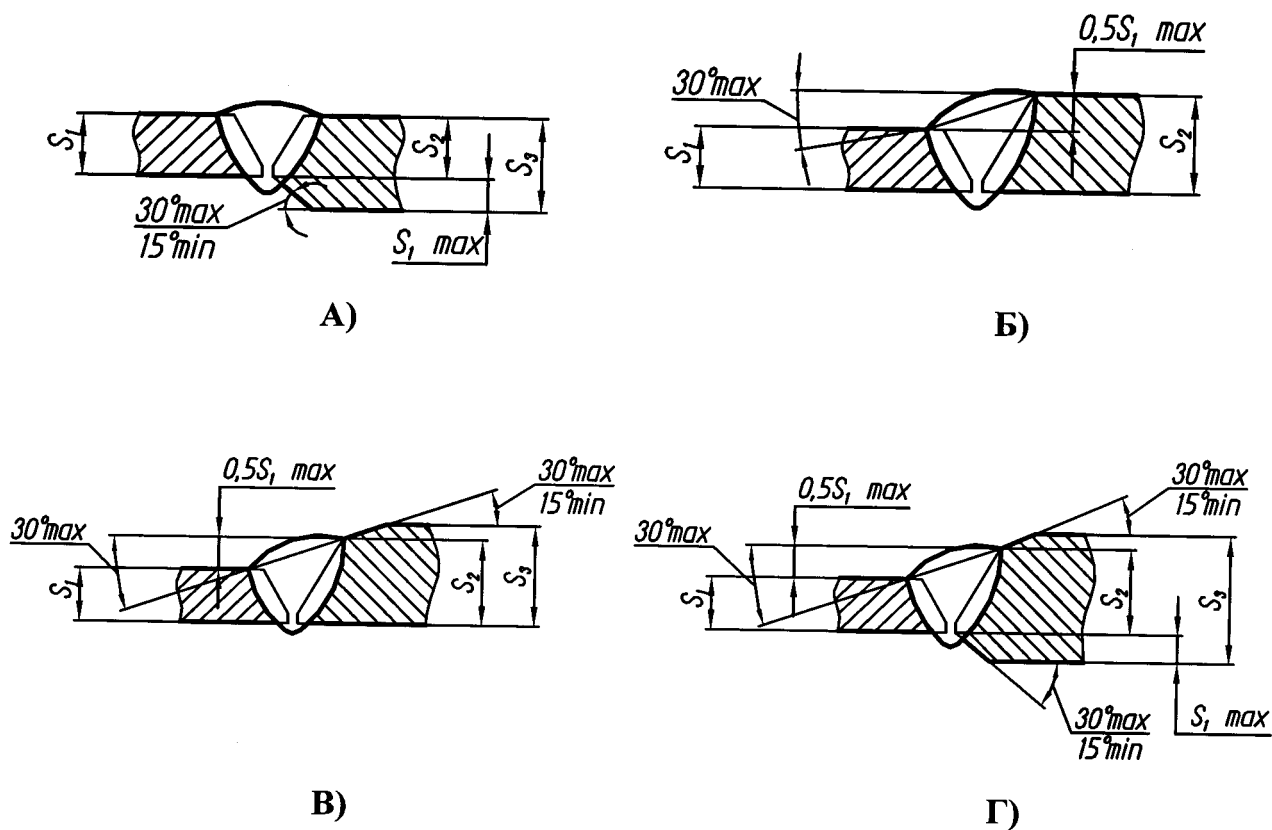 S₁
S₂
S₃
30°max
15°min
S₁ max
А)
0,5S₁ max
30°max
S₁
S₂
Б)
0,5S₁ max
30°max
15°min
30°max
S₁
S₂
S₃
В)
0,5S₁ max
30°max
15°min
30°max
S₁
S₂
S₃
30°max
15°min
S₁ max
Г)